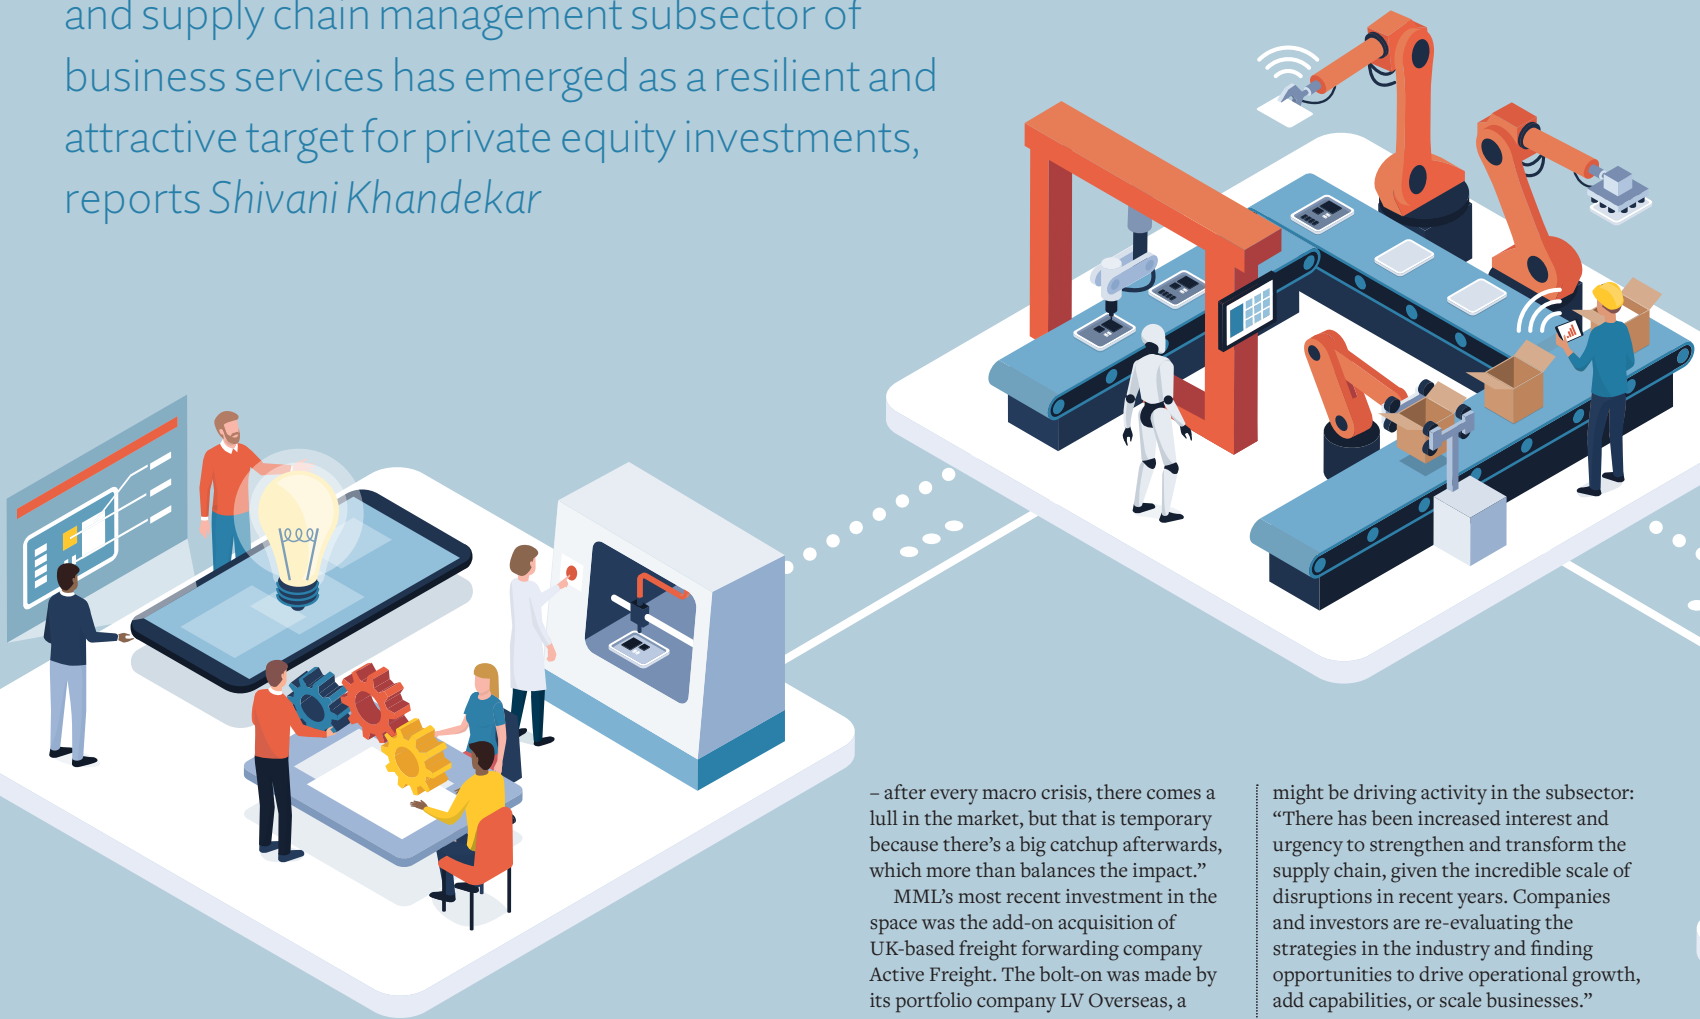 and supply chain management subsector of
business services has emerged as a resilient and
attractive target for private equity investments,
reports Shivani Khandekar
– after every macro crisis, there comes a
lull in the market, but that is temporary
because there’s a big catchup afterwards,
which more than balances the impact.”
MML’s most recent investment in the
space was the add-on acquisition of
UK-based freight forwarding company
Active Freight. The bolt-on was made by
its portfolio company LV Overseas, a
might be driving activity in the subsector:
“There has been increased interest and
urgency to strengthen and transform the
supply chain, given the incredible scale of
disruptions in recent years. Companies
and investors are re-evaluating the
strategies in the industry and finding
opportunities to drive operational growth,
add capabilities, or scale businesses.”